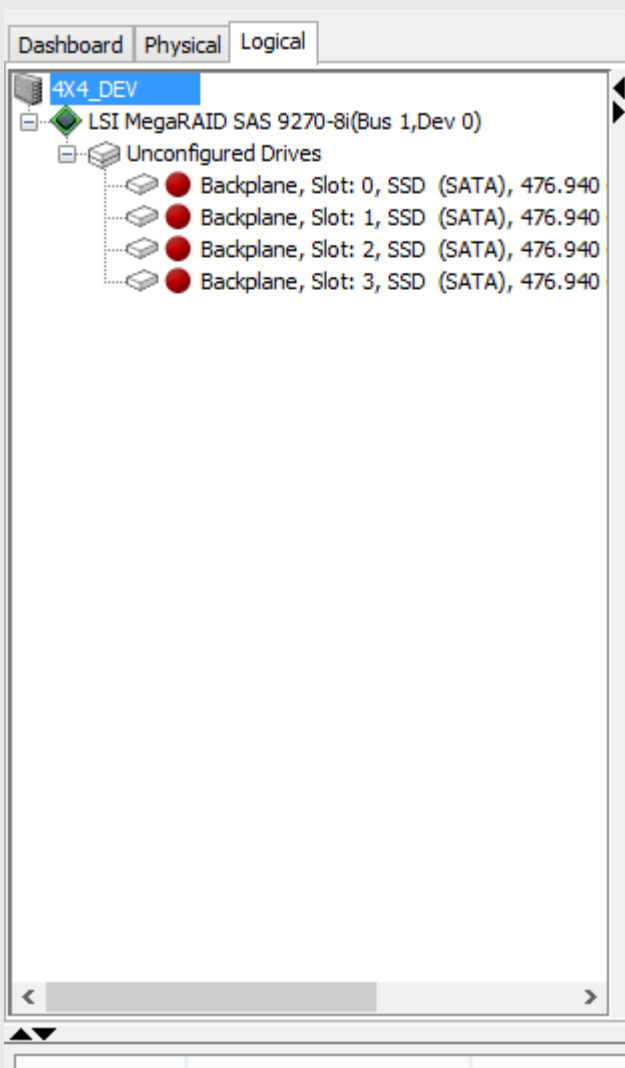 Dashboard Physical Logical
4X4_DEV
LSI MegaRAID SAS 9270-8i(Bus 1,Dev 0)
Unconfigured Drives
Backplane, Slot: 0, SSD (SATA), 476.940
Backplane, Slot: 1, SSD (SATA), 476.940
Backplane, Slot: 2, SSD (SATA), 476.940
Backplane, Slot: 3, SSD (SATA), 476.940